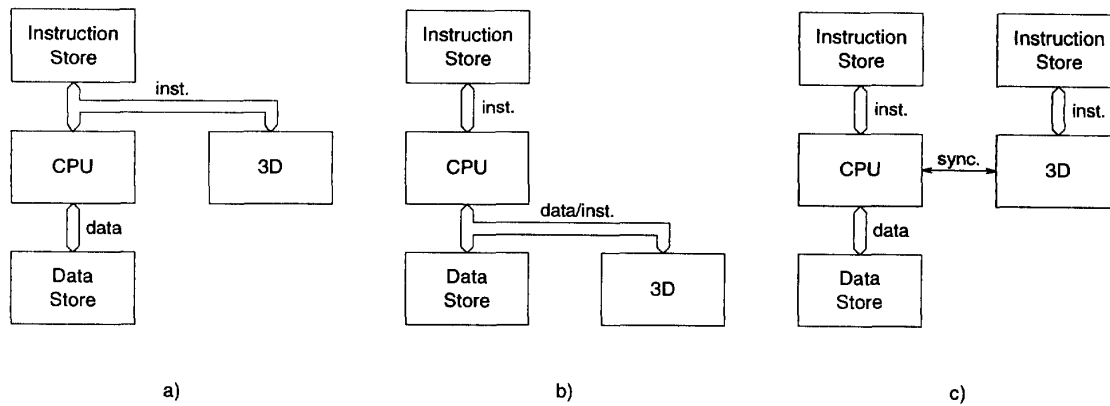 Instruction
Store
inst.
CPU
3D
data
Data
Store
a)
Instruction
Store
inst.
CPU
data/inst.
Data
Store
3D
b)
Instruction
Store
Instruction
Store
inst.
inst.
CPU
sync.
3D
data
Data
Store
c)